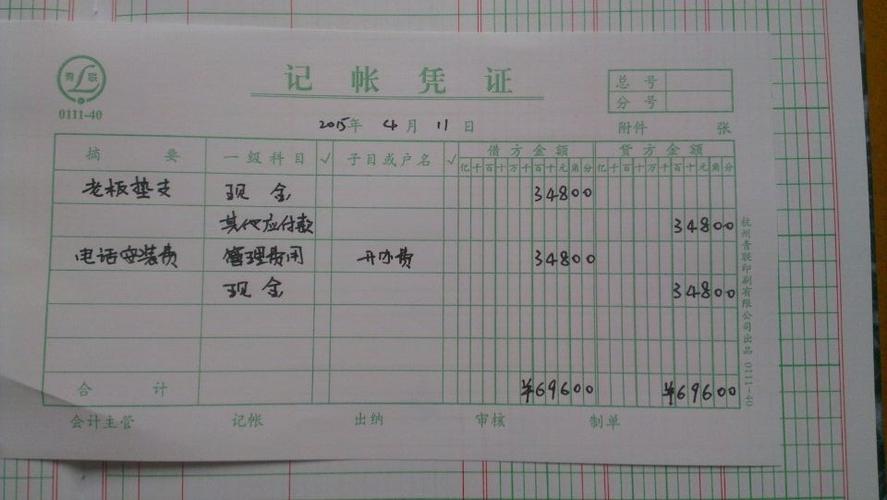 青 联
0111-40
记 帐 凭 证
总 号
分 号
2015年 4月 11日
附件 张
摘 要 一级科目 √ 子目或户名 √ 借方金额 贷方金额
亿千百十万千百十元角分 亿千百十万千百十元角分
老板垫支 现 金 34800
其他应付款 34800
电话安装费 管理费用 开办费 34800
现 金 34800
合 计 ¥69600 ¥69600
会计主管 记帐 出纳 审核 制单
杭州青联印刷有限公司出品 0111-40